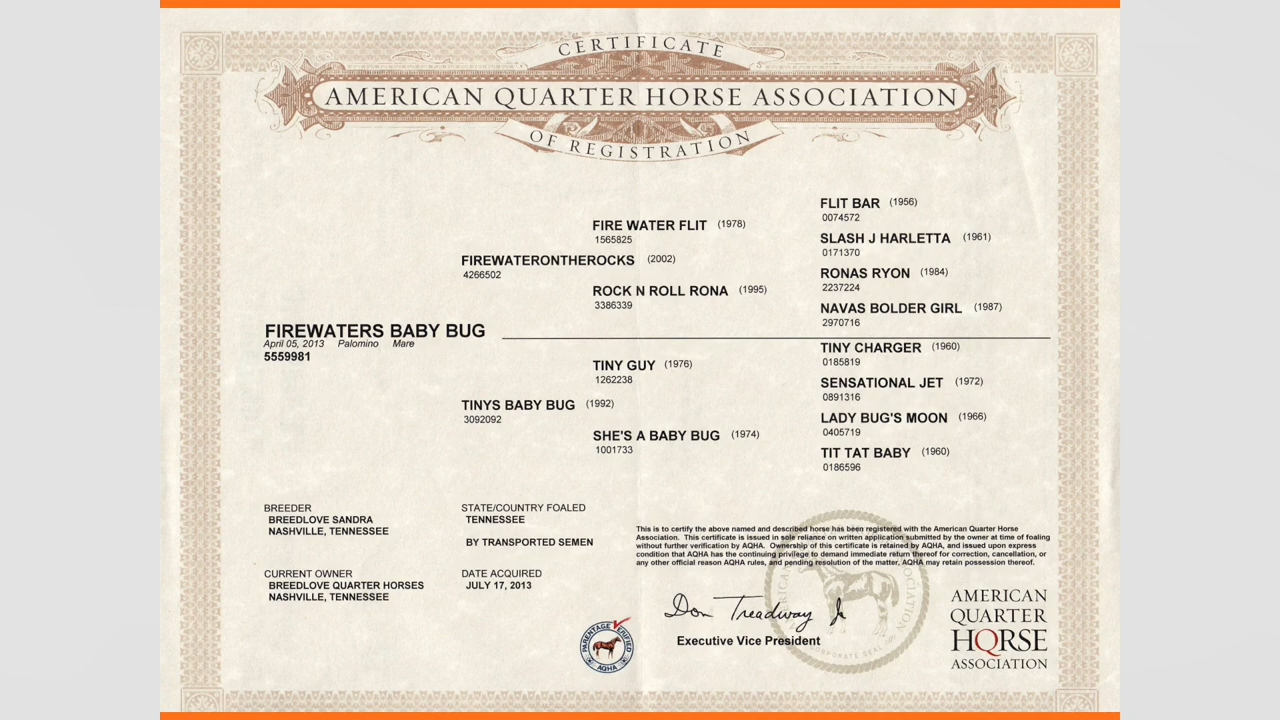 CERTIFICATE
AMERICAN QUARTER HORSE ASSOCIATION
OF REGISTRATION
FLIT BAR (1956)
0074572
FIRE WATER FLIT (1978)
1565825
SLASH J HARLETTA (1961)
0171370
FIREWATERONTHEROCKS (2002)
4266502
RONAS RYON (1984)
2237224
ROCK N ROLL RONA (1995)
3386339
NAVAS BOLDER GIRL (1987)
2970716
FIREWATERS BABY BUG
April 05, 2013 Palomino Mare
5559981
TINY CHARGER (1960)
0185819
TINY GUY (1976)
1262238
SENSATIONAL JET (1972)
0891316
TINYS BABY BUG (1992)
3092092
LADY BUG'S MOON (1966)
0405719
SHE'S A BABY BUG (1974)
1001733
TIT TAT BABY (1960)
0186596
BREEDER
BREEDLOVE SANDRA
NASHVILLE, TENNESSEE
STATE/COUNTRY FOALED
TENNESSEE
BY TRANSPORTED SEMEN
CURRENT OWNER
BREEDLOVE QUARTER HORSES
NASHVILLE, TENNESSEE
DATE ACQUIRED
JULY 17, 2013
This is to certify the above named and described horse has been registered with the American Quarter Horse
Association. This certificate is issued in sole reliance on written application submitted by the owner at time of foaling
without further verification by AQHA. Ownership of this certificate is retained by AQHA, and issued upon express
condition that AQHA has the continuing privilege to demand immediate return thereof for correction, cancellation, or
any other official reason AQHA rules, and pending resolution of the matter, AQHA may retain possession thereof.
Don Treadway Jr
Executive Vice President
PARENTAGE VERIFIED
AQHA
CORPORATE SEAL
AMERICAN
QUARTER
HORSE
ASSOCIATION